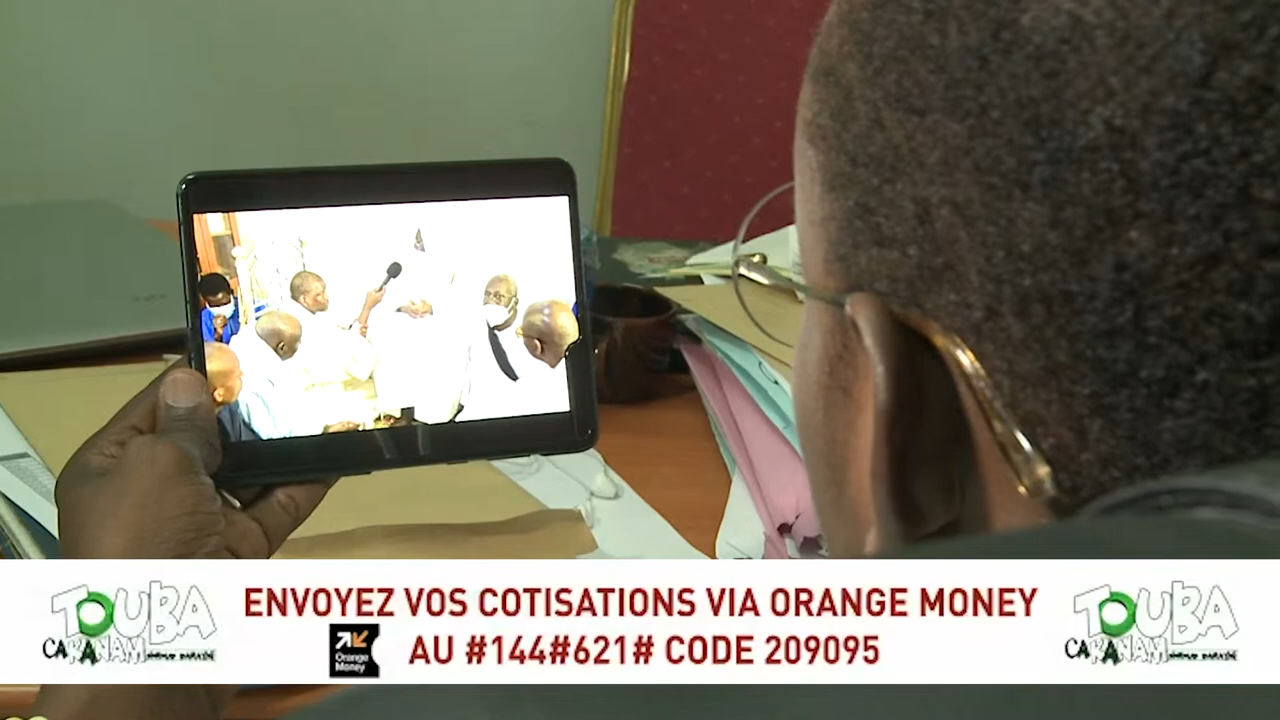 TOUBA
CA KANAM
ENVOYEZ VOS COTISATIONS VIA ORANGE MONEY
Orange
Money
AU #144#621# CODE 209095
TOUBA
CA KANAM